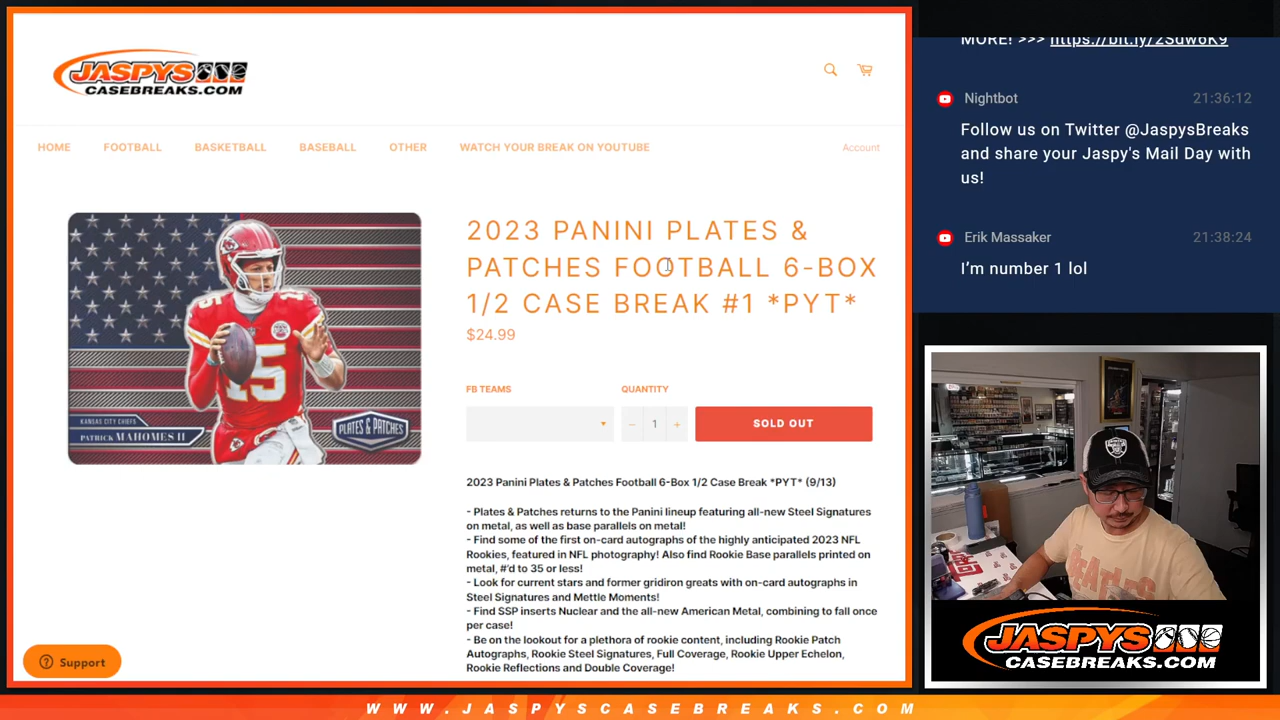 JASPYS
CASEBREAKS.COM
HOME
FOOTBALL
BASKETBALL
BASEBALL
OTHER
WATCH YOUR BREAK ON YOUTUBE
Account
KANSAS CITY CHIEFS
PATRICK MAHOMES II
PLATES & PATCHES
15
2023 PANINI PLATES &
PATCHES FOOTBALL 6-BOX
1/2 CASE BREAK #1 *PYT*
$24.99
FB TEAMS
QUANTITY
− 1 +
SOLD OUT
2023 Panini Plates & Patches Football 6-Box 1/2 Case Break *PYT* (9/13)
- Plates & Patches returns to the Panini lineup featuring all-new Steel Signatures
on metal, as well as base parallels on metal!
- Find some of the first on-card autographs of the highly anticipated 2023 NFL
Rookies, featured in NFL photography! Also find Rookie Base parallels printed on
metal, #'d to 35 or less!
- Look for current stars and former gridiron greats with on-card autographs in
Steel Signatures and Mettle Moments!
- Find SSP inserts Nuclear and the all-new American Metal, combining to fall once
per case!
- Be on the lookout for a plethora of rookie content, including Rookie Patch
Autographs, Rookie Steel Signatures, Full Coverage, Rookie Upper Echelon,
Rookie Reflections and Double Coverage!
Support
MORE! >>> https://bit.ly/2Sdw6K9
Nightbot
21:36:12
Follow us on Twitter @JaspysBreaks
and share your Jaspy's Mail Day with
us!
Erik Massaker
21:38:24
I'm number 1 lol
JASPYS
CASEBREAKS.COM
WWW.JASPYSCASEBREAKS.COM